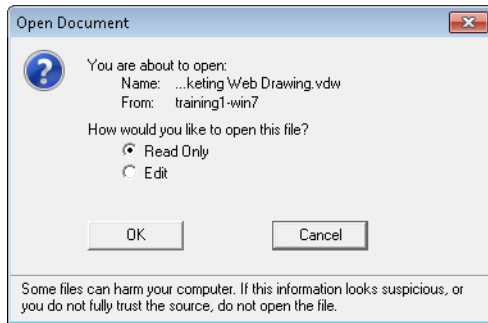 Open Document
You are about to open:
Name: ...keting Web Drawing.vdw
From: training1-win7
How would you like to open this file?
Read Only
Edit
OK Cancel
Some files can harm your computer. If this information looks suspicious, or
you do not fully trust the source, do not open the file.